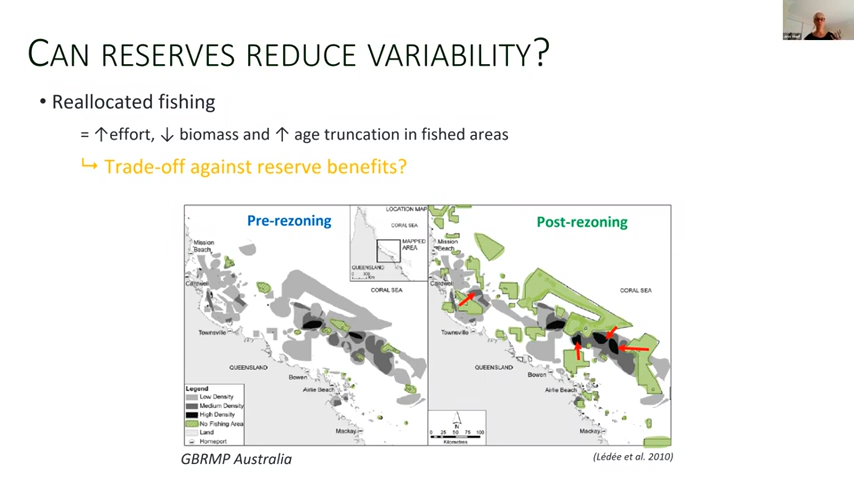 CAN RESERVES REDUCE VARIABILITY?
• Reallocated fishing
= ↑effort, ↓ biomass and ↑ age truncation in fished areas
↳ Trade-off against reserve benefits?
Pre-rezoning
LOCATION MAP
CORAL SEA
MAPPED
AREA
QUEENSLAND
Mission
Beach
Cardwell
CORAL SEA
Townsville
QUEENSLAND
Bowen
Airlie Beach
Mackay
Legend
Low Density
Medium Density
High Density
No Fishing Area
Land
Homeport
Post-rezoning
Mission
Beach
Cardwell
CORAL SEA
Townsville
QUEENSLAND
Bowen
Airlie Beach
Mackay
N
0 25 50 75 100
Kilometres
GBRMP Australia
(Lédée et al. 2010)